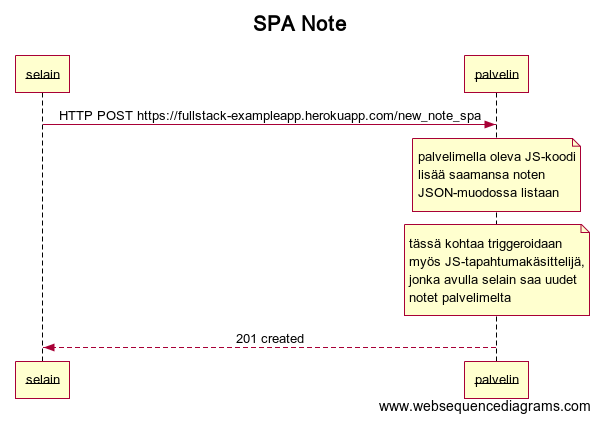 SPA Note
selain
palvelin
HTTP POST https://fullstack-exampleapp.herokuapp.com/new_note_spa
palvelimella oleva JS-koodi
lisää saamansa noten
JSON-muodossa listaan
tässä kohtaa triggeroidaan
myös JS-tapahtumakäsittelijä,
jonka avulla selain saa uudet
notet palvelimelta
201 created
selain
palvelin
www.websequencediagrams.com